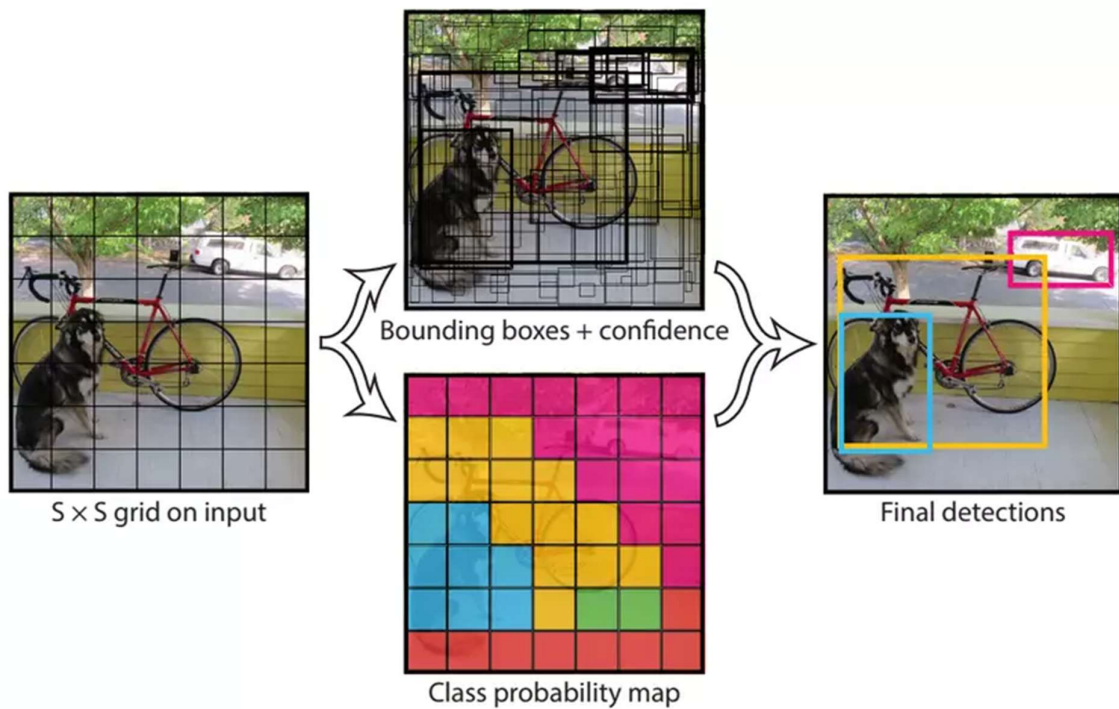 Bounding boxes + confidence
S × S grid on input
Final detections
Class probability map